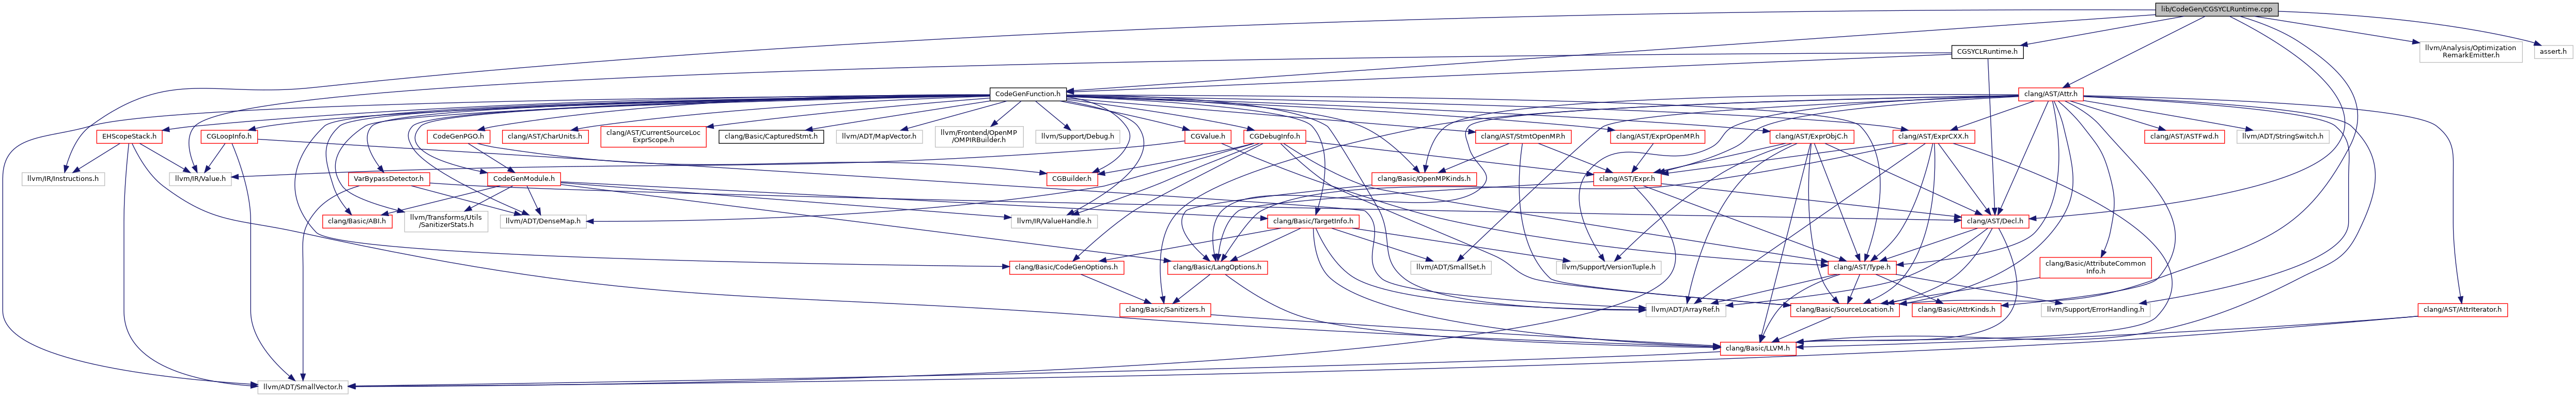 lib/CodeGen/CGSYCLRuntime.cpp
CGSYCLRuntime.h
llvm/Analysis/Optimization
RemarkEmitter.h
assert.h
CodeGenFunction.h
clang/AST/Attr.h
EHScopeStack.h
CGLoopInfo.h
CodeGenPGO.h
clang/AST/CharUnits.h
clang/AST/CurrentSourceLoc
ExprScope.h
clang/Basic/CapturedStmt.h
llvm/ADT/MapVector.h
llvm/Frontend/OpenMP
/OMPIRBuilder.h
llvm/Support/Debug.h
CGValue.h
CGDebugInfo.h
clang/AST/StmtOpenMP.h
clang/AST/ExprOpenMP.h
clang/AST/ExprObjC.h
clang/AST/ExprCXX.h
clang/AST/ASTFwd.h
llvm/ADT/StringSwitch.h
llvm/IR/Instructions.h
llvm/IR/Value.h
VarBypassDetector.h
CodeGenModule.h
CGBuilder.h
clang/Basic/OpenMPKinds.h
clang/AST/Expr.h
clang/Basic/ABI.h
llvm/Transforms/Utils
/SanitizerStats.h
llvm/ADT/DenseMap.h
llvm/IR/ValueHandle.h
clang/Basic/TargetInfo.h
clang/AST/Decl.h
clang/Basic/CodeGenOptions.h
clang/Basic/LangOptions.h
llvm/ADT/SmallSet.h
llvm/Support/VersionTuple.h
clang/AST/Type.h
clang/Basic/AttributeCommon
Info.h
clang/Basic/Sanitizers.h
llvm/ADT/ArrayRef.h
clang/Basic/SourceLocation.h
clang/Basic/AttrKinds.h
llvm/Support/ErrorHandling.h
clang/AST/AttrIterator.h
clang/Basic/LLVM.h
llvm/ADT/SmallVector.h